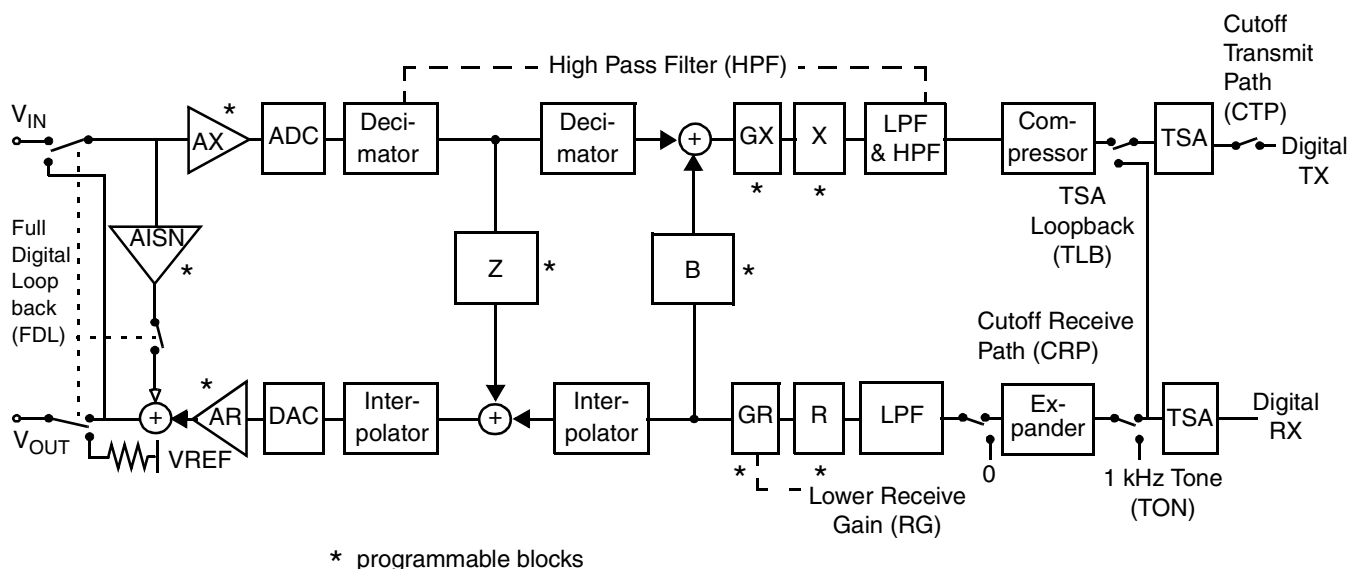 Cutoff
Transmit
Path
(CTP)
High Pass Filter (HPF)
VIN
*
AX
ADC
Deci-
mator
Deci-
mator
+
GX
*
X
*
LPF
& HPF
Com-
pressor
TSA
Digital
TX
TSA
Loopback
(TLB)
Full
Digital
Loop
back
(FDL)
AISN
*
Z
*
B
*
Cutoff Receive
Path (CRP)
VOUT
+
VREF
*
AR
DAC
Inter-
polator
+
Inter-
polator
GR
*
R
*
LPF
0
Ex-
pander
TSA
Digital
RX
1 kHz Tone
(TON)
Lower Receive
Gain (RG)
* programmable blocks